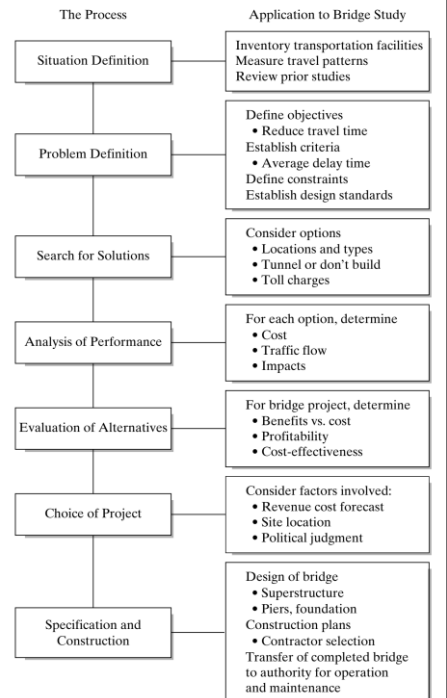 The Process
Application to Bridge Study
Situation Definition
Inventory transportation facilities
Measure travel patterns
Review prior studies
Problem Definition
Define objectives
• Reduce travel time
Establish criteria
• Average delay time
Define constraints
Establish design standards
Search for Solutions
Consider options
• Locations and types
• Tunnel or don't build
• Toll charges
Analysis of Performance
For each option, determine
• Cost
• Traffic flow
• Impacts
Evaluation of Alternatives
For bridge project, determine
• Benefits vs. cost
• Profitability
• Cost-effectiveness
Choice of Project
Consider factors involved:
• Revenue cost forecast
• Site location
• Political judgment
Specification and
Construction
Design of bridge
• Superstructure
• Piers, foundation
Construction plans
• Contractor selection
Transfer of completed bridge
to authority for operation
and maintenance